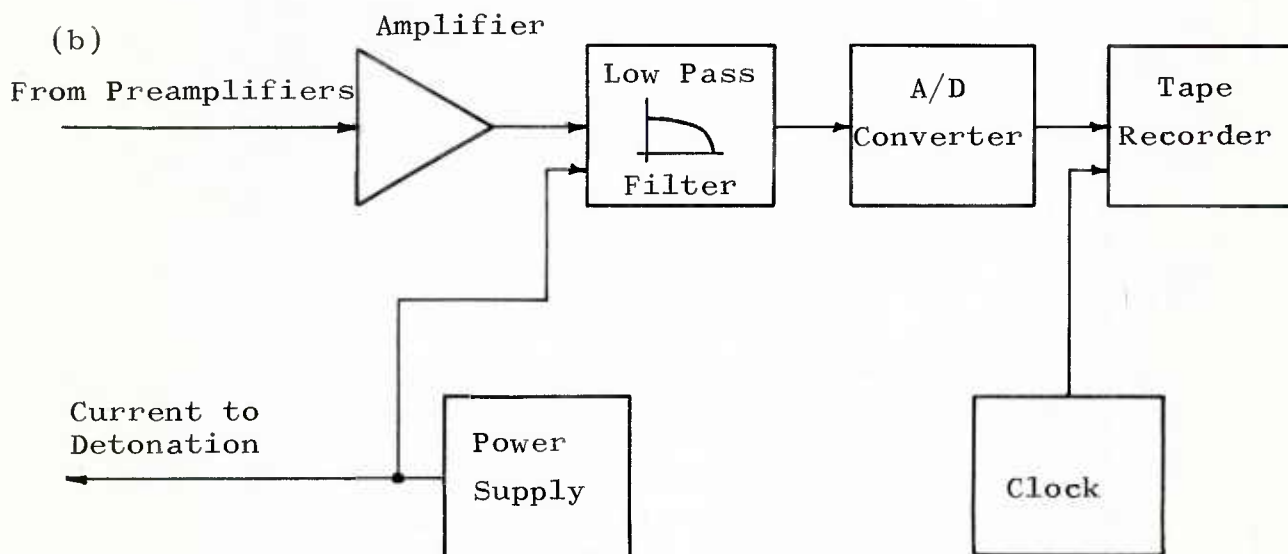 (b)
Amplifier
From Preamplifiers
Low Pass
Filter
A/D
Converter
Tape
Recorder
Current to
Detonation
Power
Supply
Clock